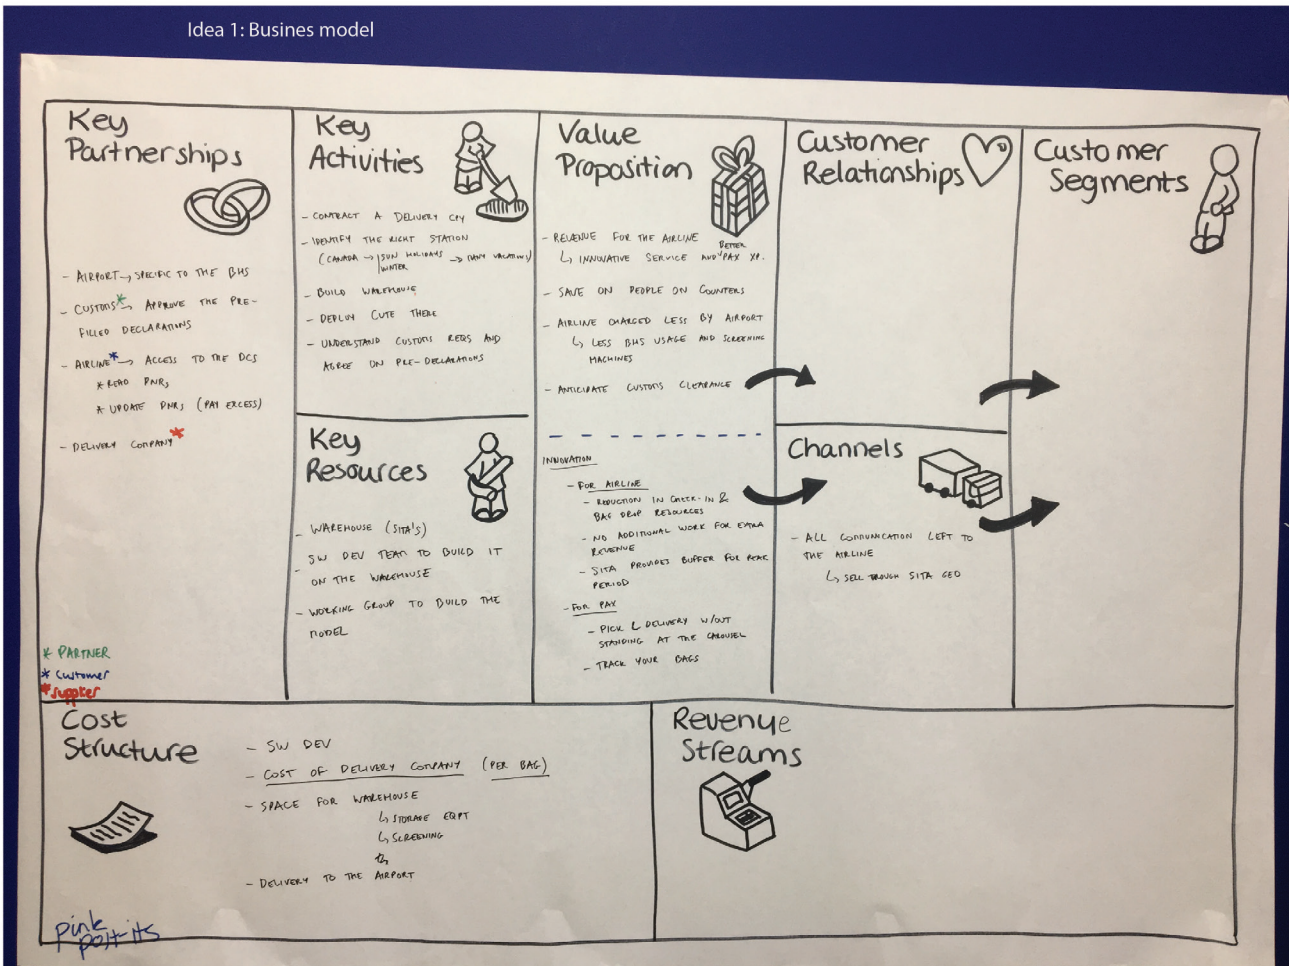 Idea 1: Busines model
Key
Partnerships
- AIRPORT → SPECIFIC TO THE BHS
- CUSTOMS* → APPROVE THE PRE-
FILLED DECLARATIONS
- AIRLINE* → ACCESS TO THE DCS
* READ PNRs
* UPDATE PNRs (PAY EXCESS)
- DELIVERY COMPANY*
* PARTNER
* Customer
* Supplier
Key
Activities
- CONTRACT A DELIVERY CPY
- IDENTIFY THE RIGHT STATION
(CANADA → SUN HOLIDAYS
/WINTER → VACATIONS)
- BUILD WAREHOUSE
- DEPLOY CUTE THERE
- UNDERSTAND CUSTOMS REQS AND
AGREE ON PRE-DECLARATIONS
Key
Resources
- WAREHOUSE (SITA'S)
- SW DEV TEAM TO BUILD IT
ON THE WAREHOUSE
- WORKING GROUP TO BUILD THE
MODEL
Value
Proposition
- REVENUE FOR THE AIRLINE
BETTER
↳ INNOVATIVE SERVICE AND PAX XP.
- SAVE ON PEOPLE ON COUNTERS
- AIRLINE CHARGED LESS BY AIRPORT
↳ LESS BHS USAGE AND SCREENING
MACHINES
- ANTICIPATE CUSTOMS CLEARANCE
INNOVATION
- FOR AIRLINE
- REDUCTION IN CHECK-IN &
BAG DROP RESOURCES
- NO ADDITIONAL WORK FOR EXTRA
REVENUE
- SITA PROVIDES BUFFER FOR PEAK
PERIOD
- FOR PAX
- PICK & DELIVERY W/OUT
STANDING AT THE CAROUSEL
- TRACK YOUR BAGS
Customer
Relationships
Channels
- ALL COMMUNICATION LEFT TO
THE AIRLINE
↳ SELL TROUGH SITA GEO
Customer
Segments
Cost
Structure
- SW DEV
- COST OF DELIVERY COMPANY (PER BAG)
- SPACE FOR WAREHOUSE
↳ STORAGE EQPT
↳ SCREENING
- DELIVERY TO THE AIRPORT
pink
post-its
Revenue
Streams